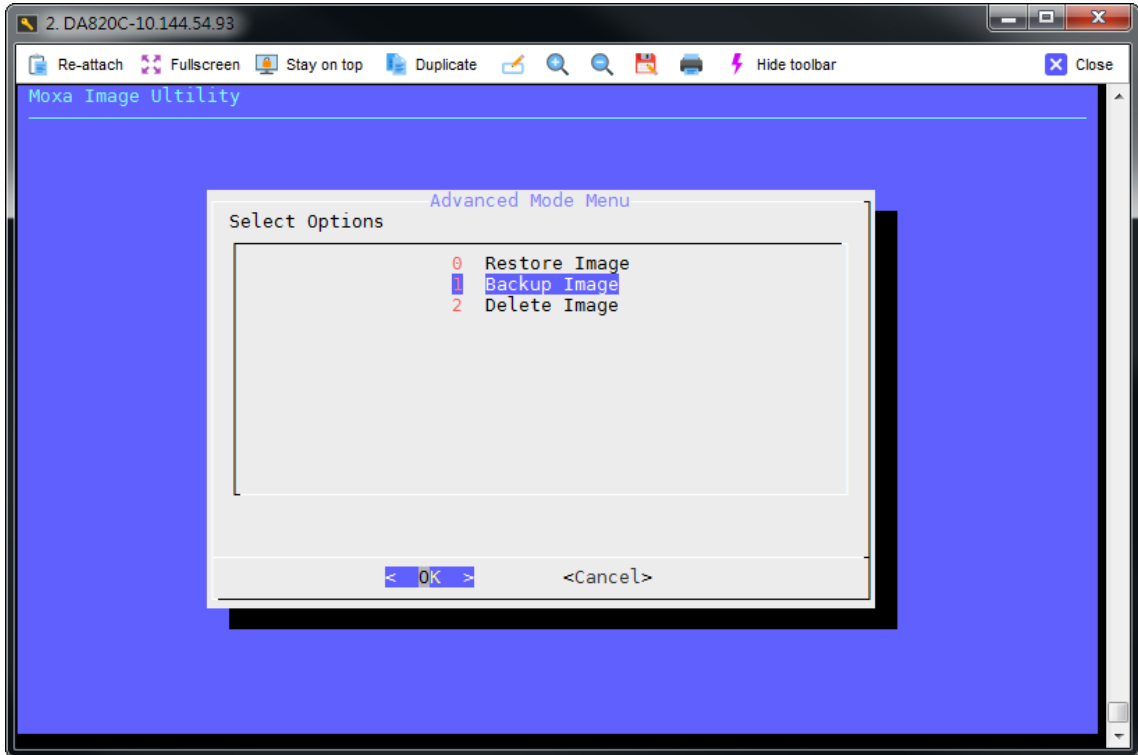 2. DA820C-10.144.54.93
Re-attach Fullscreen Stay on top Duplicate Hide toolbar Close
Moxa Image Ultility
Advanced Mode Menu
Select Options
0 Restore Image
1 Backup Image
2 Delete Image
< OK > <Cancel>